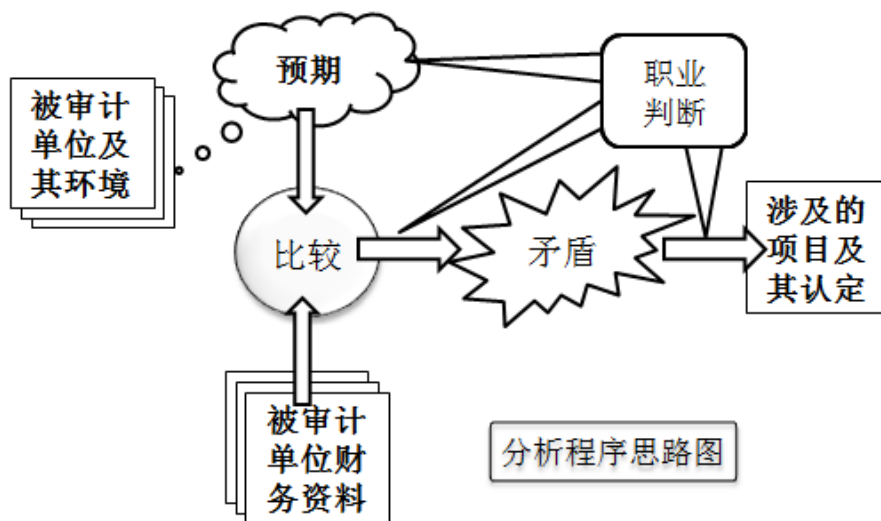 预期
职业
判断
被审计
单位及
其环境
比较
矛盾
涉及的
项目及
其认定
被审计
单位财
务资料
分析程序思路图